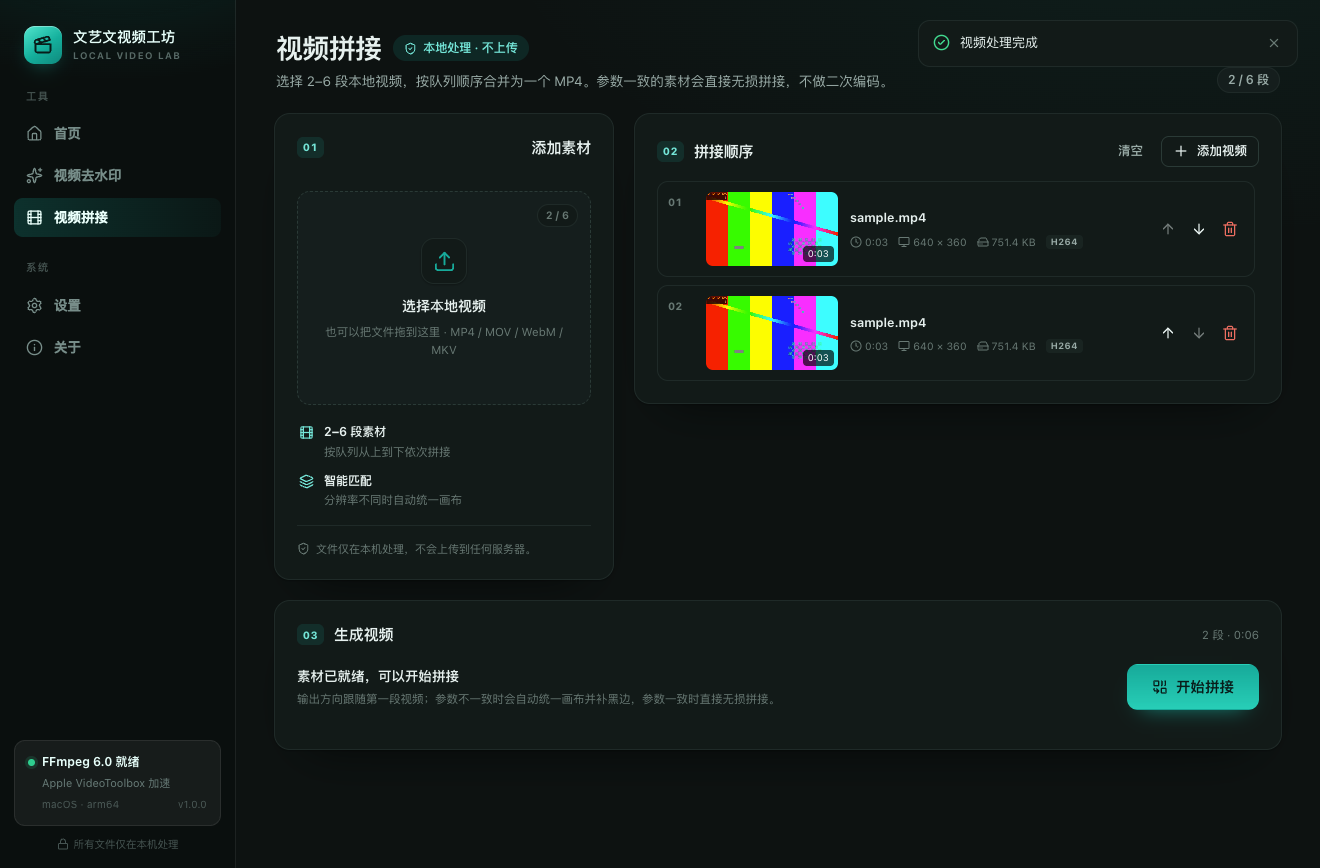 文艺文视频工坊
LOCAL VIDEO LAB
工具
首页
视频去水印
视频拼接
系统
设置
关于
FFmpeg 6.0 就绪
Apple VideoToolbox 加速
macOS · arm64 v1.0.0
所有文件仅在本机处理
视频拼接 本地处理 · 不上传
选择 2–6 段本地视频，按队列顺序合并为一个 MP4。参数一致的素材会直接无损拼接，不做二次编码。
视频处理完成
2 / 6 段
01 添加素材
2 / 6
选择本地视频
也可以把文件拖到这里 · MP4 / MOV / WebM /
MKV
2–6 段素材
按队列从上到下依次拼接
智能匹配
分辨率不同时自动统一画布
文件仅在本机处理，不会上传到任何服务器。
02 拼接顺序 清空 添加视频
01
0:03
sample.mp4
0:03 640 × 360 751.4 KB H264
02
0:03
sample.mp4
0:03 640 × 360 751.4 KB H264
03 生成视频 2 段 · 0:06
素材已就绪，可以开始拼接
输出方向跟随第一段视频；参数不一致时会自动统一画布并补黑边，参数一致时直接无损拼接。
开始拼接